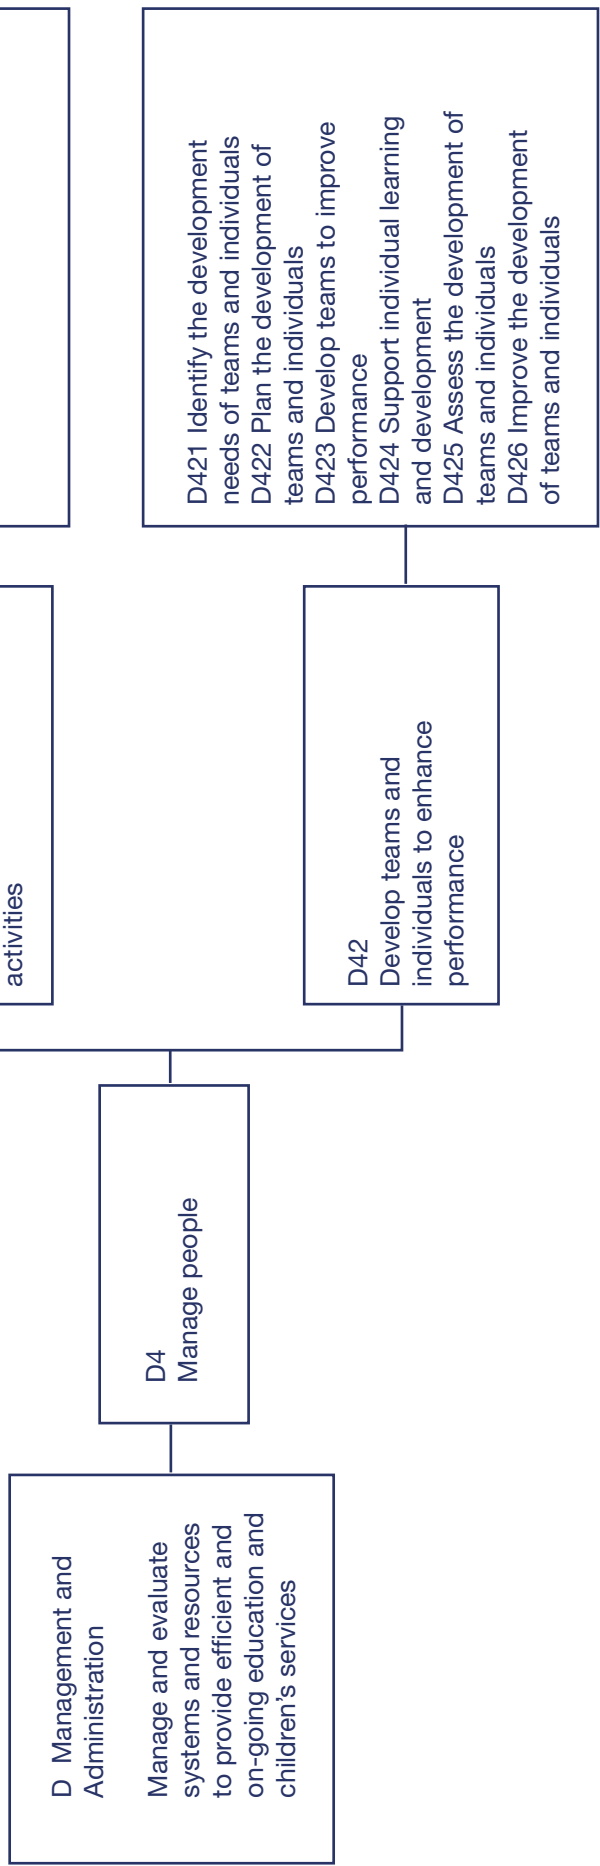 D Management and
Administration
Manage and evaluate
systems and resources
to provide efficient and
on-going education and
children’s services
D4
Manage people
activities
D42
Develop teams and
individuals to enhance
performance
D421 Identify the development
needs of teams and individuals
D422 Plan the development of
teams and individuals
D423 Develop teams to improve
performance
D424 Support individual learning
and development
D425 Assess the development of
teams and individuals
D426 Improve the development
of teams and individuals